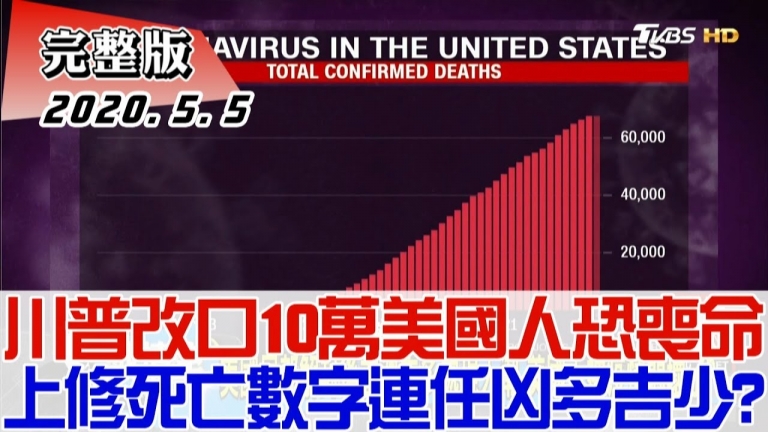 完整版
2020.5.5
AVIRUS IN THE UNITED STATES
TVBS HD
TOTAL CONFIRMED DEATHS
60,000
40,000
20,000
川普改口10萬美國人恐喪命
上修死亡數字連任凶多吉少?